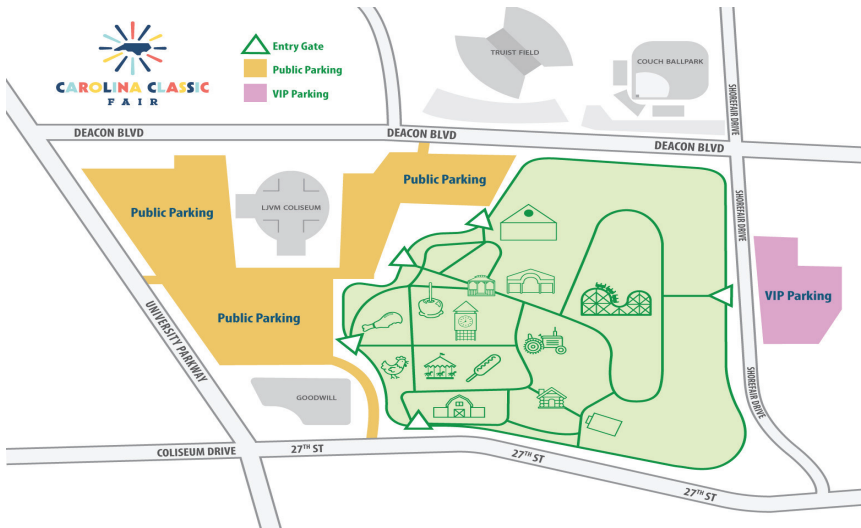 CAROLINA CLASSIC
FAIR
Entry Gate
Public Parking
VIP Parking
TRUIST FIELD
COUCH BALLPARK
SHOREFAIR DRIVE
DEACON BLVD
DEACON BLVD
DEACON BLVD
Public Parking
LJVM COLISEUM
Public Parking
SHOREFAIR DRIVE
VIP Parking
Public Parking
UNIVERSITY PARKWAY
GOODWILL
SHOREFAIR DRIVE
COLISEUM DRIVE
27TH ST
27TH ST
27TH ST